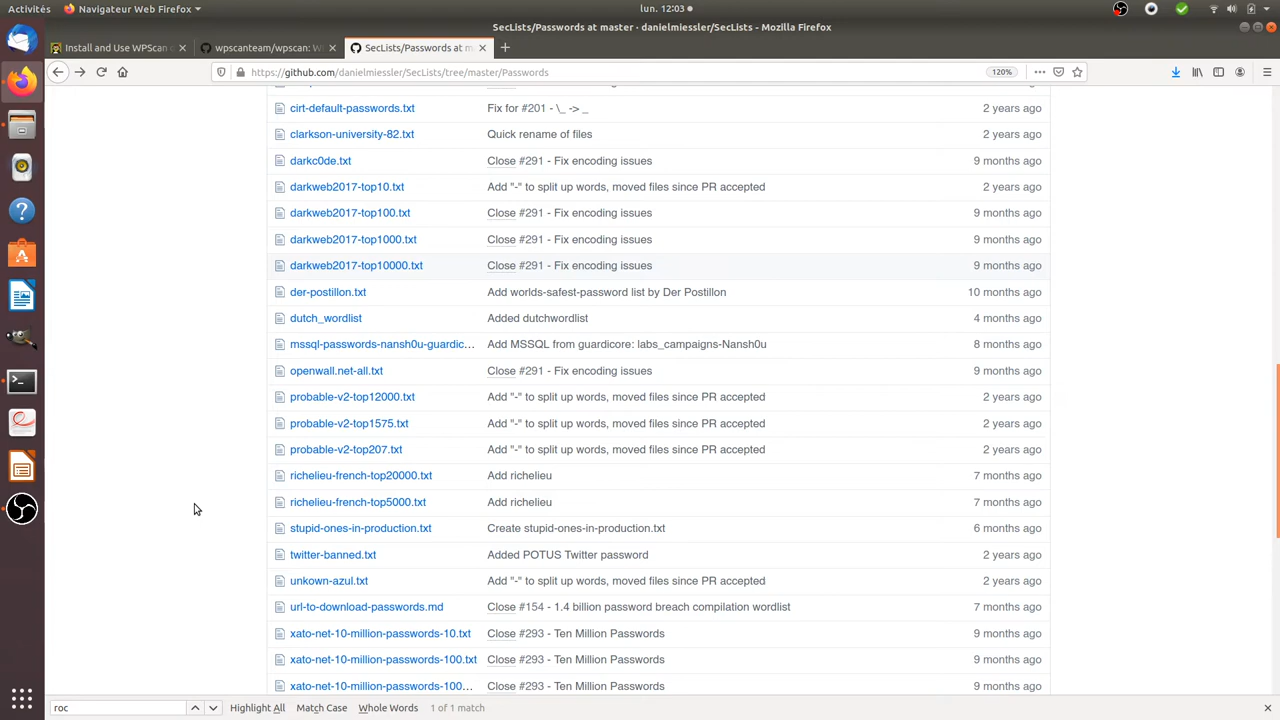 Activités Navigateur Web Firefox lun. 12:03
SecLists/Passwords at master · danielmiessler/SecLists - Mozilla Firefox
Install and Use WPScan
wpscanteam/wpscan: W
SecLists/Passwords at m
https://github.com/danielmiessler/SecLists/tree/master/Passwords 120%
cirt-default-passwords.txt Fix for #201 - \_ -> _ 2 years ago
clarkson-university-82.txt Quick rename of files 2 years ago
darkc0de.txt Close #291 - Fix encoding issues 9 months ago
darkweb2017-top10.txt Add "-" to split up words, moved files since PR accepted 2 years ago
darkweb2017-top100.txt Close #291 - Fix encoding issues 9 months ago
darkweb2017-top1000.txt Close #291 - Fix encoding issues 9 months ago
darkweb2017-top10000.txt Close #291 - Fix encoding issues 9 months ago
der-postillon.txt Add worlds-safest-password list by Der Postillon 10 months ago
dutch_wordlist Added dutchwordlist 4 months ago
mssql-passwords-nansh0u-guardic... Add MSSQL from guardicore: labs_campaigns-Nansh0u 8 months ago
openwall.net-all.txt Close #291 - Fix encoding issues 9 months ago
probable-v2-top12000.txt Add "-" to split up words, moved files since PR accepted 2 years ago
probable-v2-top1575.txt Add "-" to split up words, moved files since PR accepted 2 years ago
probable-v2-top207.txt Add "-" to split up words, moved files since PR accepted 2 years ago
richelieu-french-top20000.txt Add richelieu 7 months ago
richelieu-french-top5000.txt Add richelieu 7 months ago
stupid-ones-in-production.txt Create stupid-ones-in-production.txt 6 months ago
twitter-banned.txt Added POTUS Twitter password 2 years ago
unkown-azul.txt Add "-" to split up words, moved files since PR accepted 2 years ago
url-to-download-passwords.md Close #154 - 1.4 billion password breach compilation wordlist 7 months ago
xato-net-10-million-passwords-10.txt Close #293 - Ten Million Passwords 9 months ago
xato-net-10-million-passwords-100.txt Close #293 - Ten Million Passwords 9 months ago
xato-net-10-million-passwords-100... Close #293 - Ten Million Passwords 9 months ago
roc Highlight All Match Case Whole Words 1 of 1 match